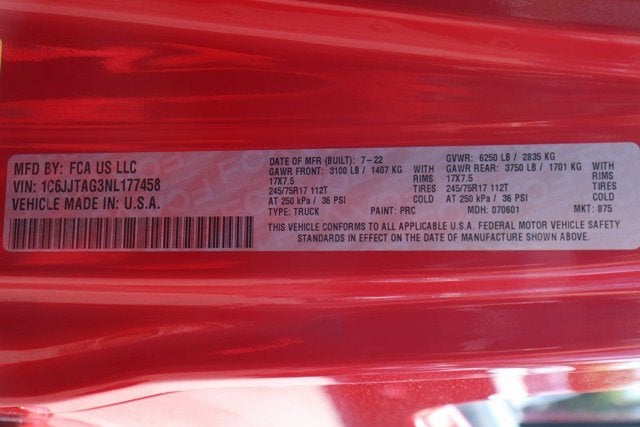 MFD BY: FCA US LLC
VIN: 1C6JJTAG3NL177458
VEHICLE MADE IN: U.S.A.
DATE OF MFR (BUILT): 7-22 GVWR: 6250 LB / 2835 KG
GAWR FRONT: 3100 LB / 1407 KG WITH GAWR REAR: 3750 LB / 1701 KG WITH
17X7.5 RIMS 17X7.5 RIMS
245/75R17 112T TIRES 245/75R17 112T TIRES
AT 250 kPa / 36 PSI COLD AT 250 kPa / 36 PSI COLD
TYPE: TRUCK PAINT: PRC MDH: 070601 MKT: 875
THIS VEHICLE CONFORMS TO ALL APPLICABLE U.S.A. FEDERAL MOTOR VEHICLE SAFETY
STANDARDS IN EFFECT ON THE DATE OF MANUFACTURE SHOWN ABOVE.